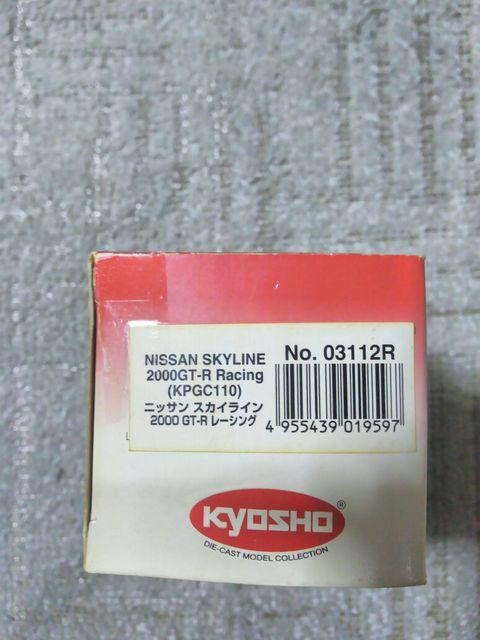 NISSAN SKYLINE
2000GT-R Racing
(KPGC110)
ニッサン スカイライン
2000 GT-R レーシング
No. 03112R
4 955439 019597
KYOSHO®
DIE-CAST MODEL COLLECTION